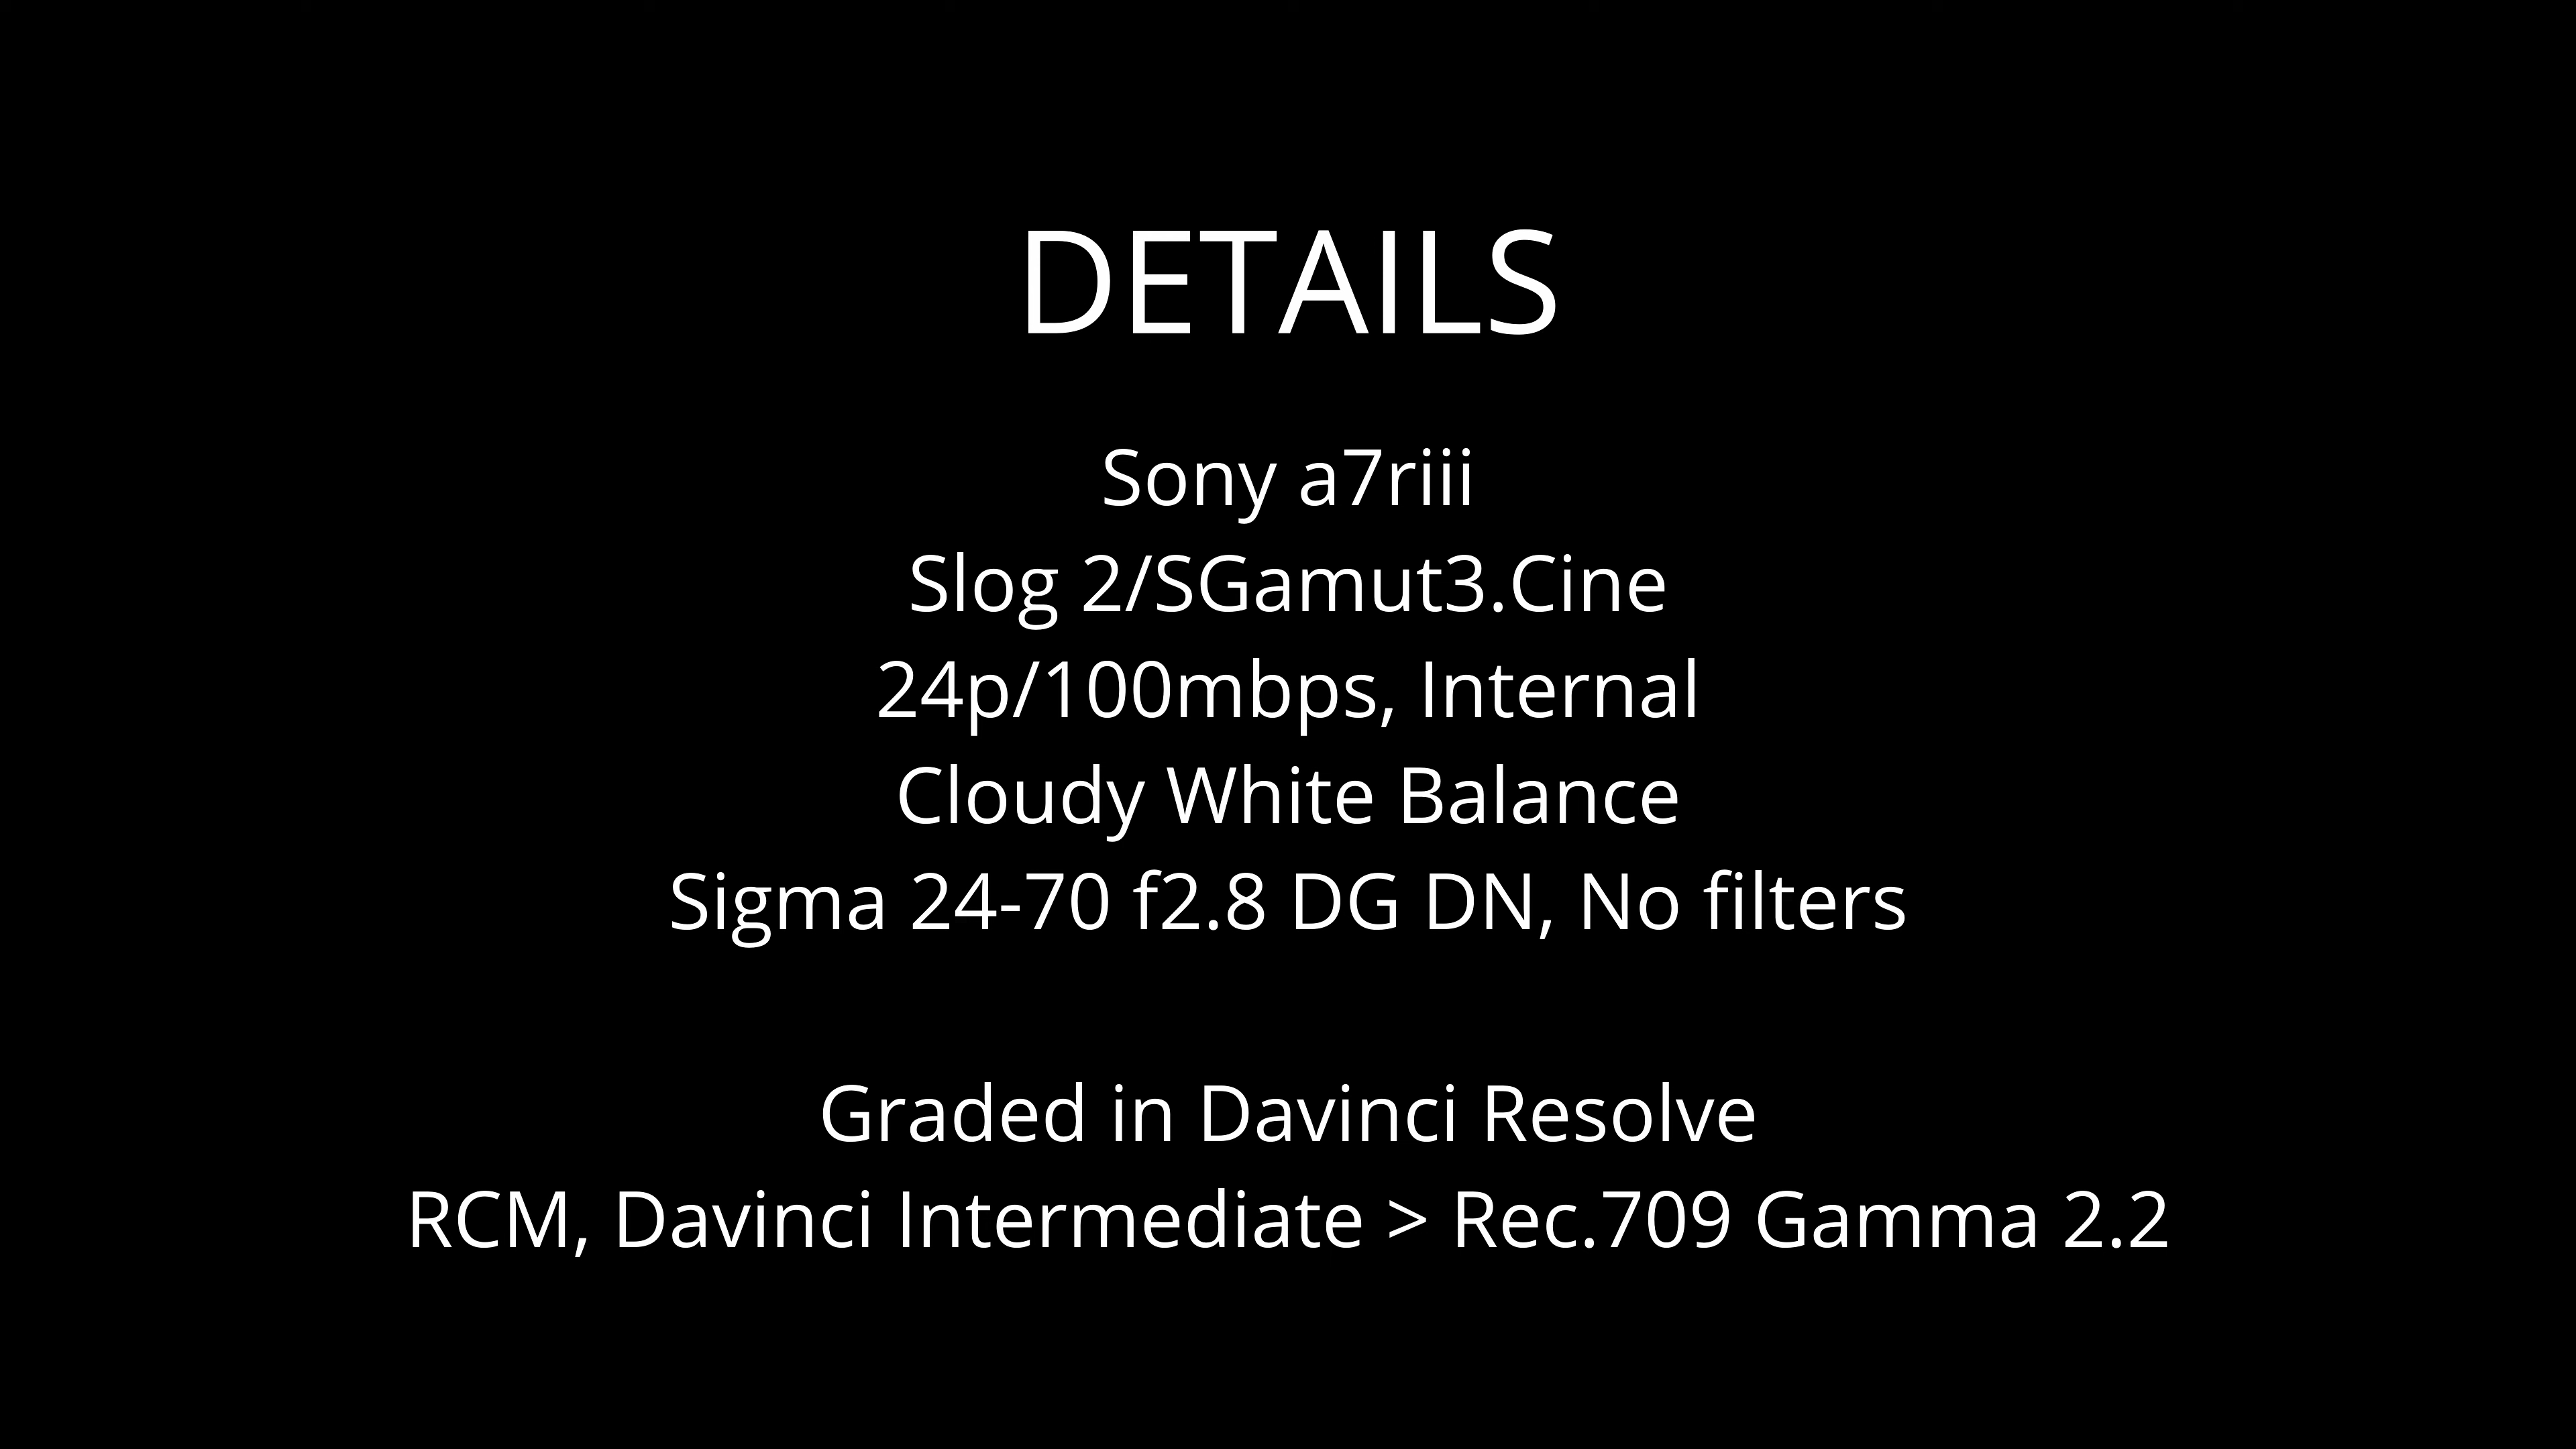 DETAILS
Sony a7riii
Slog 2/SGamut3.Cine
24p/100mbps, Internal
Cloudy White Balance
Sigma 24-70 f2.8 DG DN, No filters
Graded in Davinci Resolve
RCM, Davinci Intermediate > Rec.709 Gamma 2.2